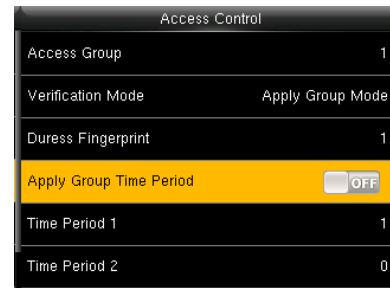 Access Control
Access Group 1
Verification Mode Apply Group Mode
Duress Fingerprint 1
Apply Group Time Period OFF
Time Period 1 1
Time Period 2 0